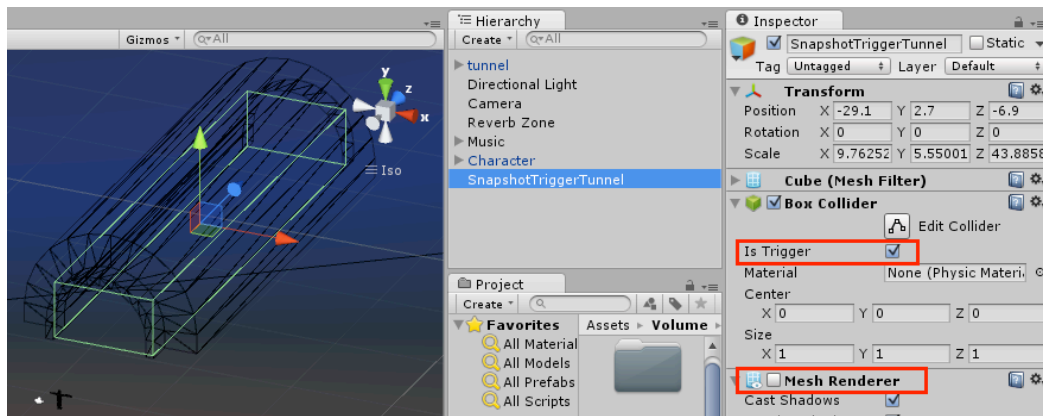 Gizmos
All
y
z
x
Iso
Hierarchy
Create
All
tunnel
Directional Light
Camera
Reverb Zone
Music
Character
SnapshotTriggerTunnel
Project
Create
Favorites
All Material
All Models
All Prefabs
All Scripts
Assets
Volume
Inspector
SnapshotTriggerTunnel
Static
Tag
Untagged
Layer
Default
Transform
Position X -29.1 Y 2.7 Z -6.9
Rotation X 0 Y 0 Z 0
Scale X 9.76252 Y 5.55001 Z 43.8858
Cube (Mesh Filter)
Box Collider
Edit Collider
Is Trigger
Material None (Physic Materi
Center
X 0 Y 0 Z 0
Size
X 1 Y 1 Z 1
Mesh Renderer
Cast Shadows